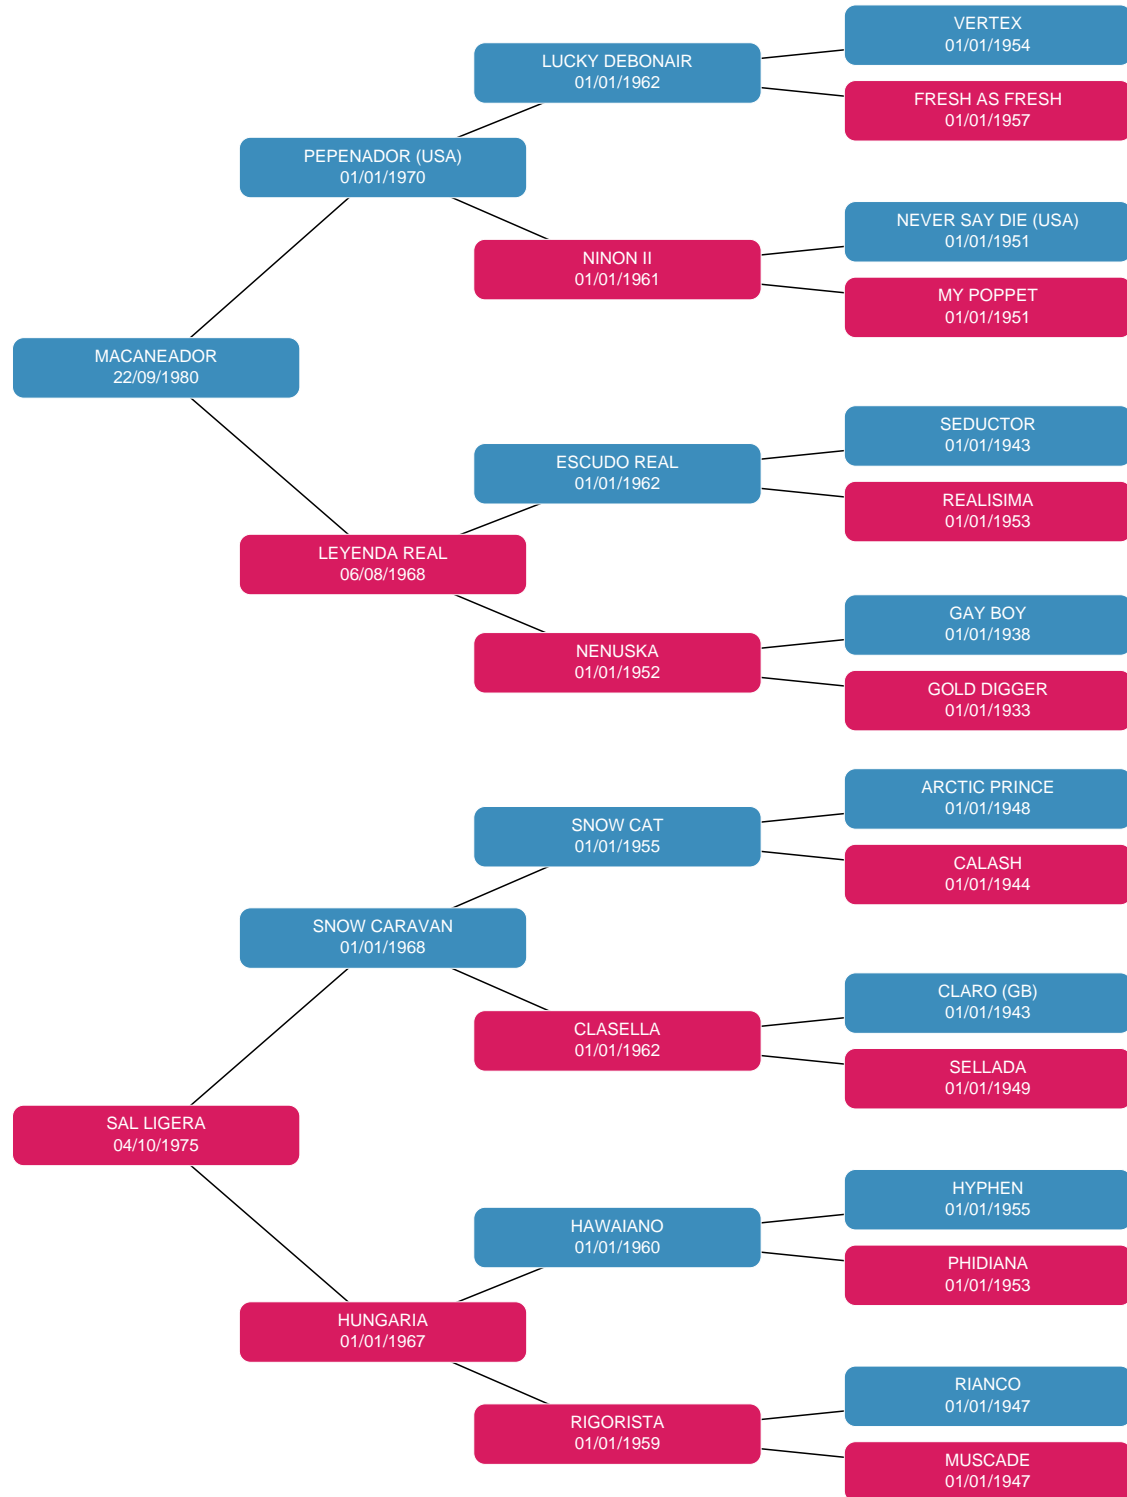 VERTEX
01/01/1954
LUCKY DEBONAIR
01/01/1962
FRESH AS FRESH
01/01/1957
PEPENADOR (USA)
01/01/1970
NEVER SAY DIE (USA)
01/01/1951
NINON II
01/01/1961
MY POPPET
01/01/1951
MACANEADOR
22/09/1980
SEDUCTOR
01/01/1943
ESCUDO REAL
01/01/1962
REALISIMA
01/01/1953
LEYENDA REAL
06/08/1968
GAY BOY
01/01/1938
NENUSKA
01/01/1952
GOLD DIGGER
01/01/1933
ARCTIC PRINCE
01/01/1948
SNOW CAT
01/01/1955
CALASH
01/01/1944
SNOW CARAVAN
01/01/1968
CLARO (GB)
01/01/1943
CLASELLA
01/01/1962
SELLADA
01/01/1949
SAL LIGERA
04/10/1975
HYPHEN
01/01/1955
HAWAIANO
01/01/1960
PHIDIANA
01/01/1953
HUNGARIA
01/01/1967
RIANCO
01/01/1947
RIGORISTA
01/01/1959
MUSCADE
01/01/1947